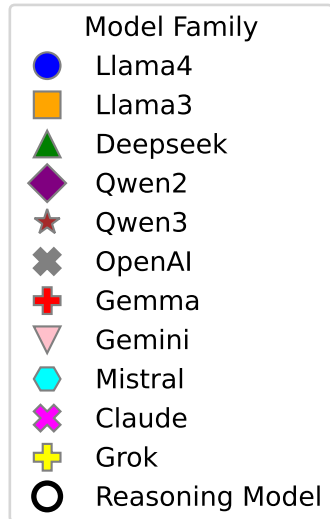 Model Family
Llama4
Llama3
Deepseek
Qwen2
Qwen3
OpenAI
Gemma
Gemini
Mistral
Claude
Grok
Reasoning Model